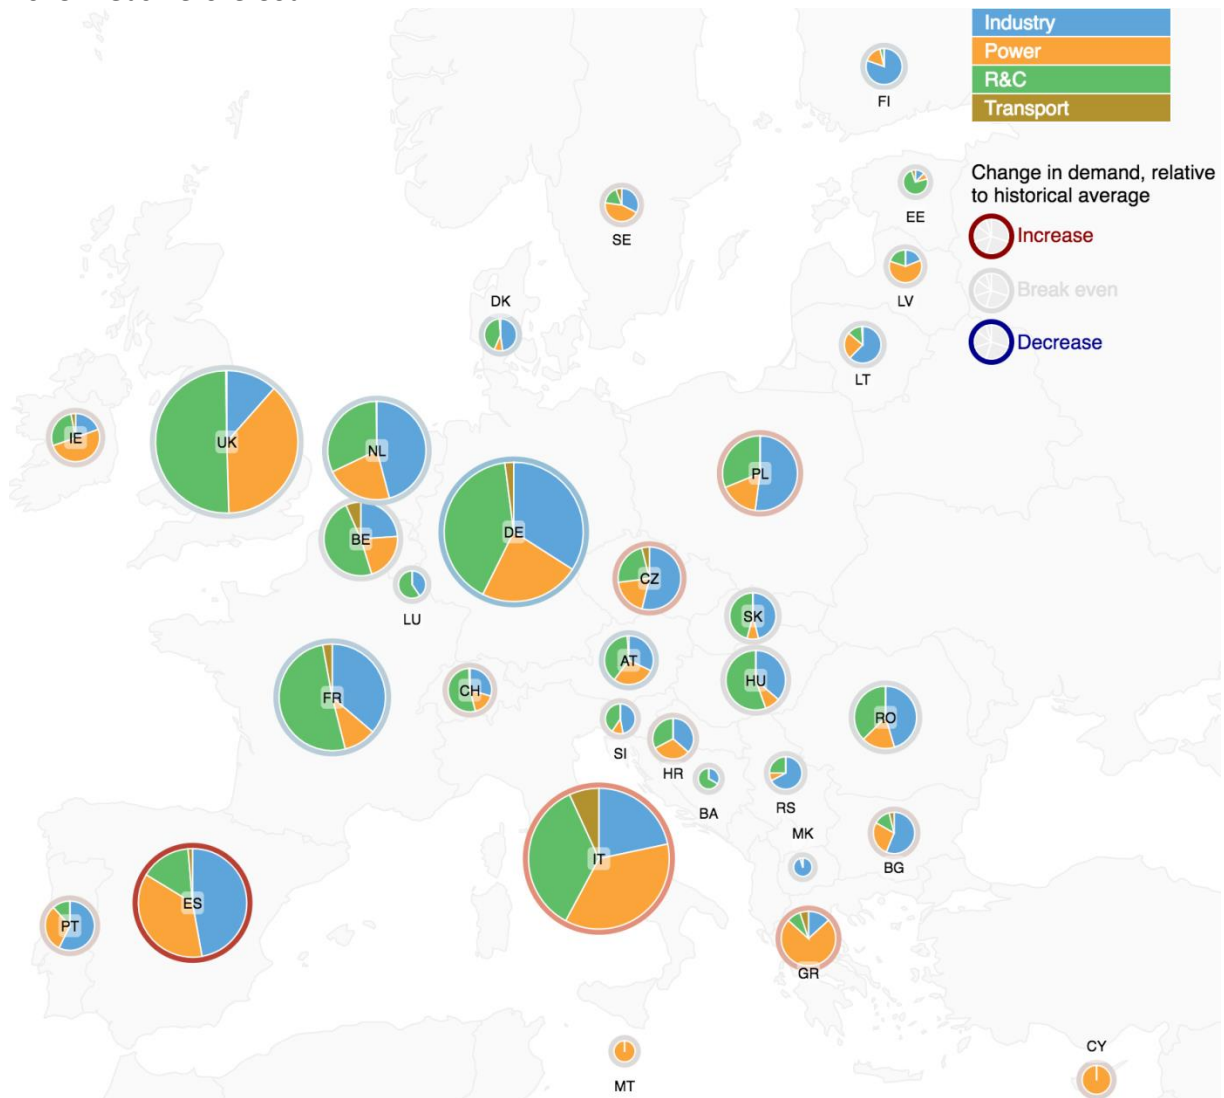 Industry
Power
R&C
Transport
Change in demand, relative
to historical average
Increase
Break even
Decrease
FI
EE
SE
LV
DK
LT
IE
UK
NL
PL
BE
DE
CZ
LU
SK
AT
HU
FR
CH
RO
SI
HR
BA
RS
MK
BG
IT
ES
PT
GR
MT
CY